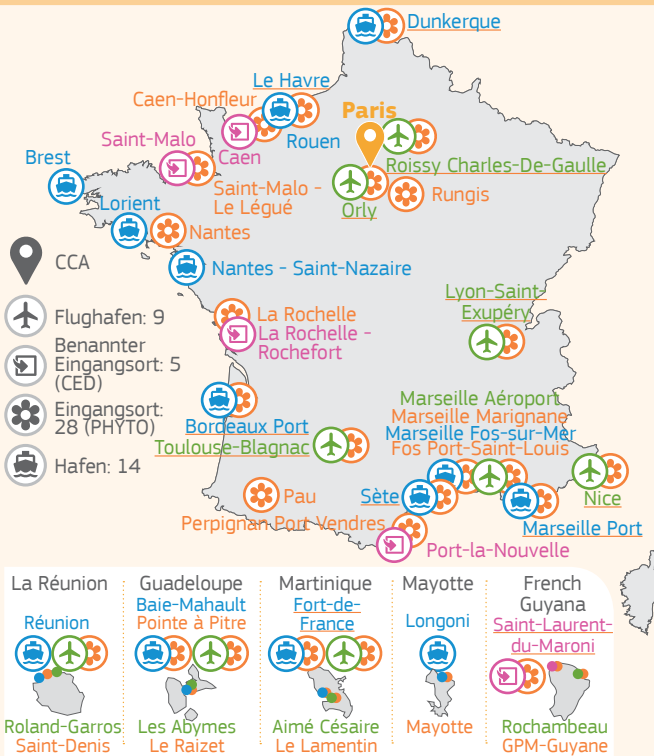 Dunkerque
Le Havre
Caen-Honfleur
Paris
Rouen
Saint-Malo
Caen
Brest
Roissy Charles-De-Gaulle
Saint-Malo -
Le Légué
Rungis
Orly
Lorient
Nantes
CCA
Nantes - Saint-Nazaire
Flughafen: 9
Lyon-Saint-
Exupéry
La Rochelle
La Rochelle -
Rochefort
Benannter
Eingangsort: 5
(CED)
Eingangsort:
28 (PHYTO)
Hafen: 14
Bordeaux Port
Toulouse-Blagnac
Marseille Aéroport
Marseille Marignane
Marseille Fos-sur-Mer
Fos Port-Saint-Louis
Pau
Sète
Nice
Perpignan Port Vendres
Marseille Port
Port-la-Nouvelle
La Réunion
Réunion
Roland-Garros
Saint-Denis
Guadeloupe
Baie-Mahault
Pointe à Pitre
Les Abymes
Le Raizet
Martinique
Fort-de-
France
Aimé Césaire
Le Lamentin
Mayotte
Longoni
Mayotte
French
Guyana
Saint-Laurent-
du-Maroni
Rochambeau
GPM-Guyane